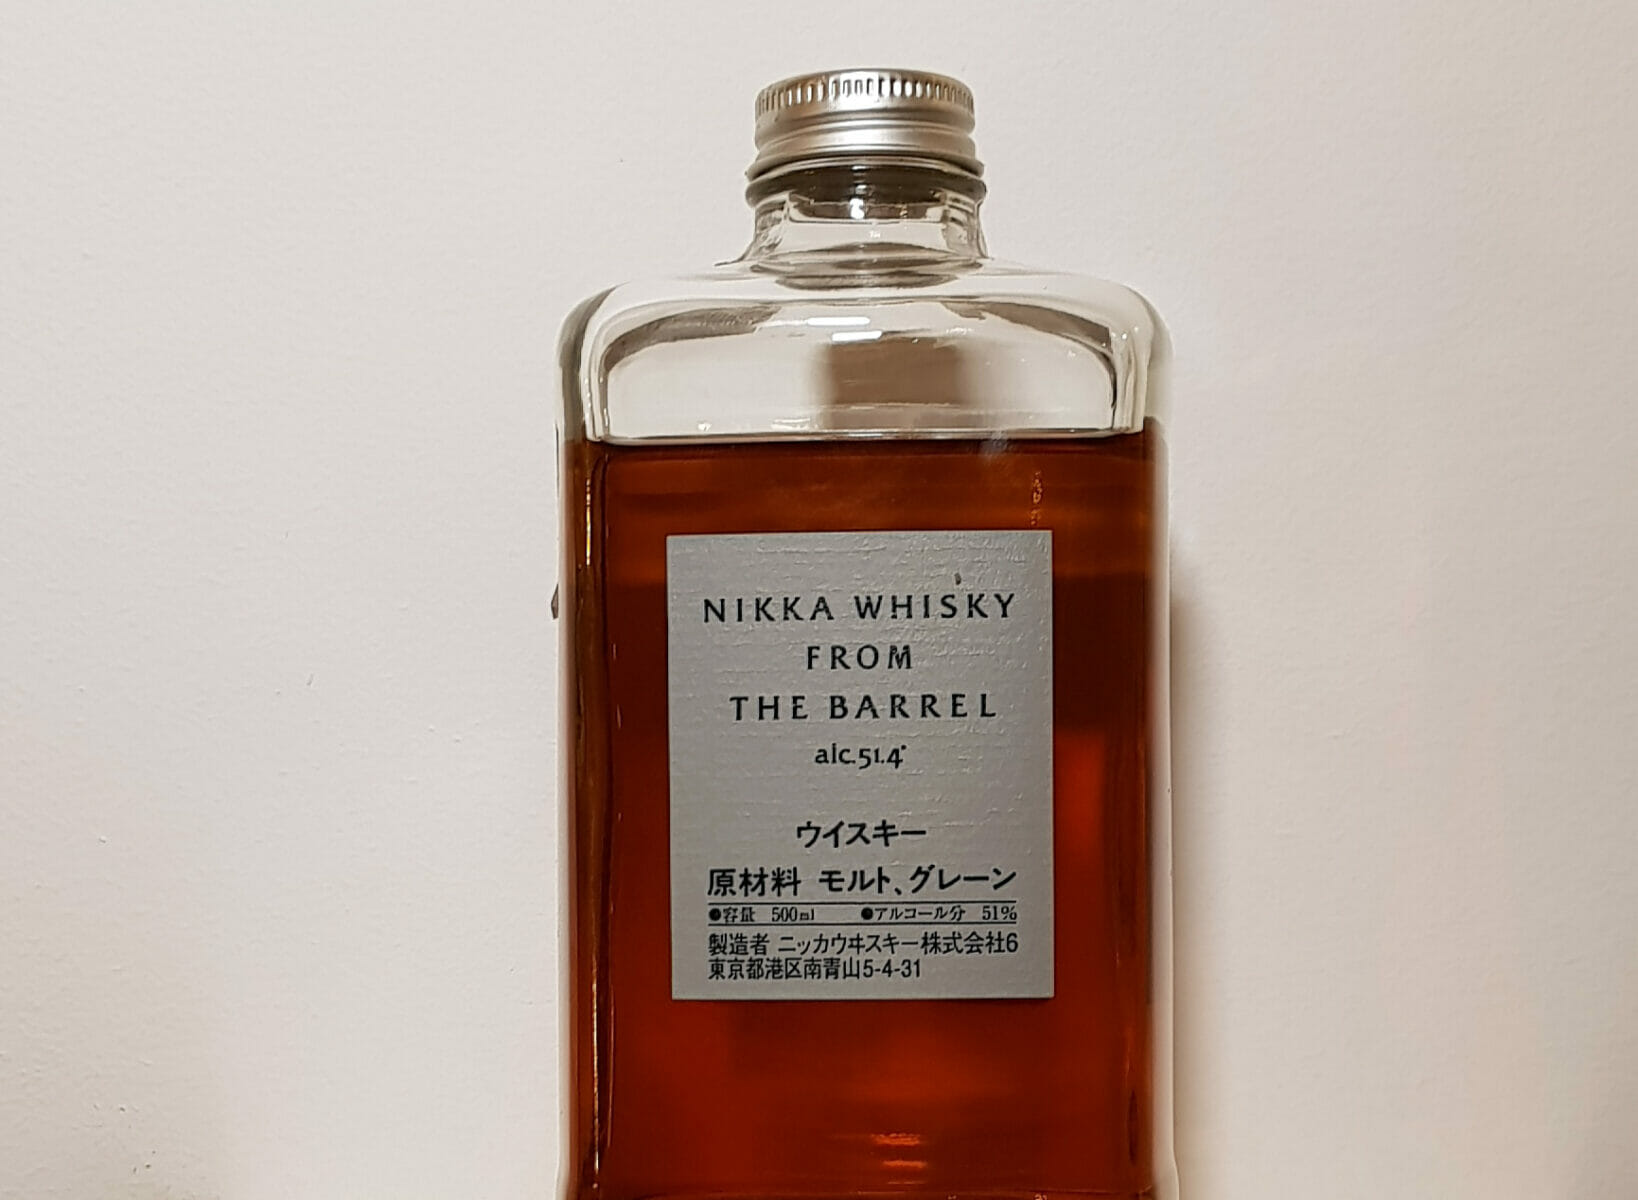 NIKKA WHISKY
FROM
THE BARREL
alc.51.4°
ウイスキー
原材料 モルト、グレーン
●容量 500ml ●アルコール分 51%
製造者 ニッカウヰスキー株式会社6
東京都港区南青山5-4-31